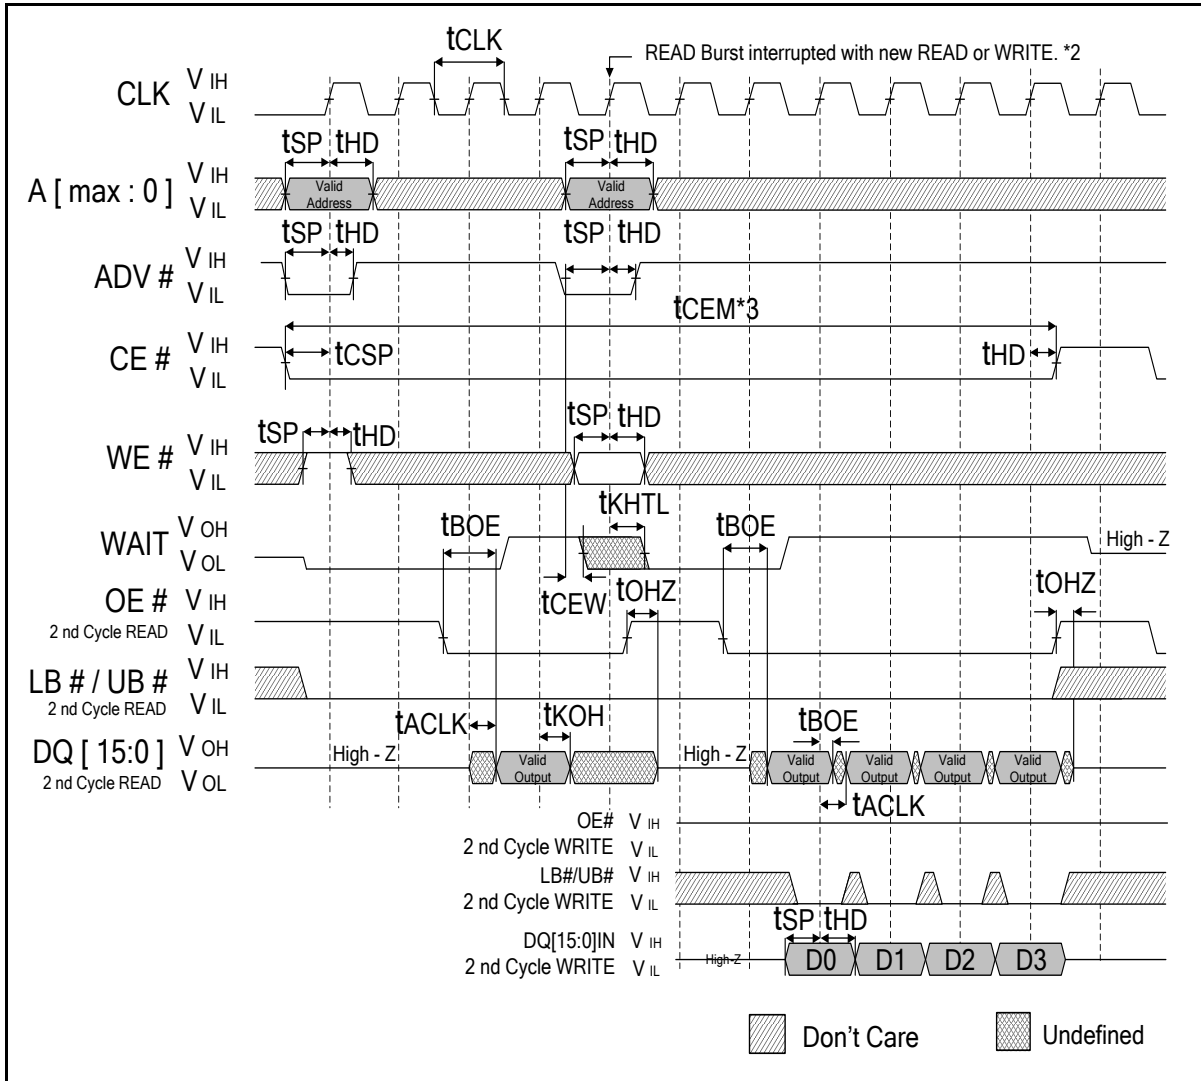 tCLK
READ Burst interrupted with new READ or WRITE. *2
CLK
V IH
V IL
tSP
tHD
tSP
tHD
A [ max : 0 ]
V IH
V IL
Valid
Address
Valid
Address
tSP
tHD
tSP
tHD
ADV #
V IH
V IL
tCEM*3
CE #
V IH
V IL
tCSP
tHD
tSP
tHD
tSP
tHD
WE #
V IH
V IL
tKHTL
tBOE
tBOE
WAIT
V OH
V OL
High - Z
tCEW
tOHZ
tOHZ
OE #
2 nd Cycle READ
V IH
V IL
LB # / UB #
2 nd Cycle READ
V IH
V IL
tACLK
tKOH
tBOE
DQ [ 15:0 ]
2 nd Cycle READ
V OH
V OL
High - Z
Valid
Output
High - Z
Valid
Output
Valid
Output
Valid
Output
Valid
Output
tACLK
OE#
2 nd Cycle WRITE
V IH
V IL
LB#/UB#
2 nd Cycle WRITE
V IH
V IL
tSP
tHD
DQ[15:0]IN
2 nd Cycle WRITE
V IH
V IL
High-Z
D0
D1
D2
D3
Don't Care
Undefined